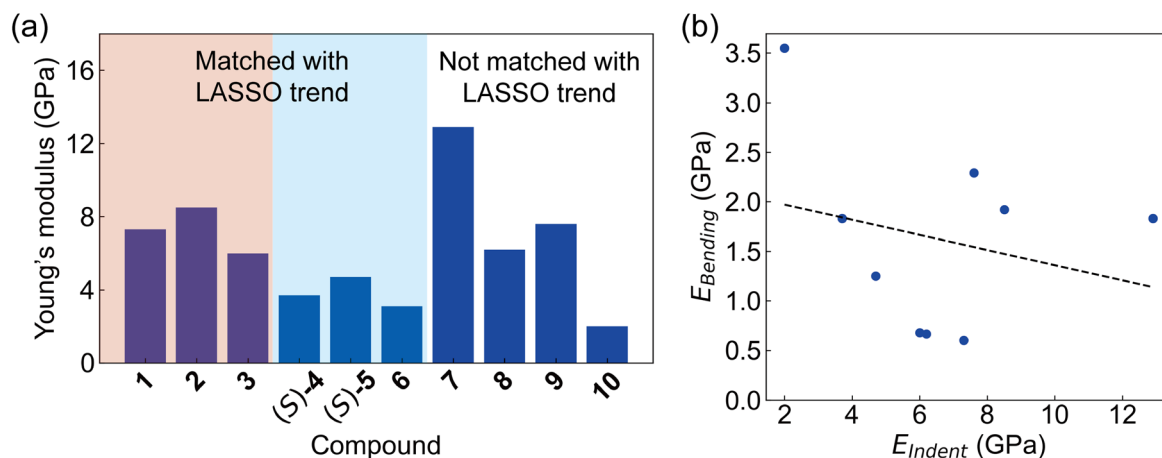 (a)
Matched with
LASSO trend
Not matched with
LASSO trend
Young's modulus (GPa)
16
12
8
4
0
1
2
3
(S)-4
(S)-5
6
7
8
9
10
Compound
(b)
E_Bending (GPa)
3.5
3.0
2.5
2.0
1.5
1.0
0.5
0.0
2
4
6
8
10
12
E_Indent (GPa)